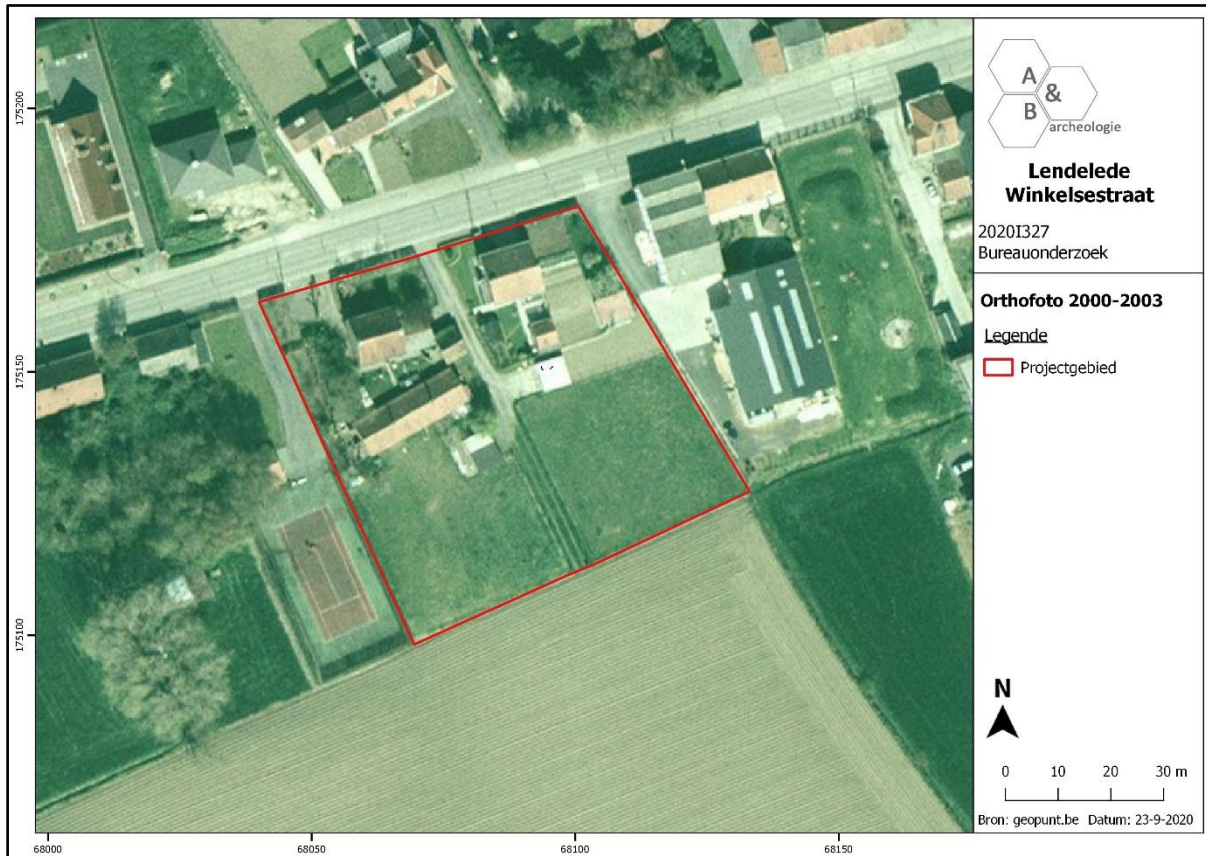 A
&
B
archeologie
Lendelede
Winkelsestraat
2020I327
Bureauonderzoek
Orthofoto 2000-2003
Legende
Projectgebied
N
0 10 20 30 m
Bron: geopunt.be Datum: 23-9-2020
175200
175150
175100
68000 68050 68100 68150